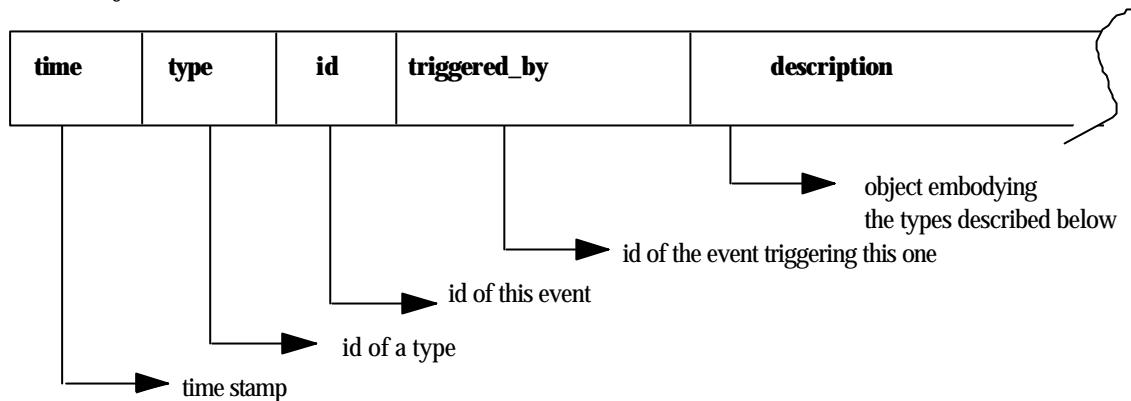 time type id triggered_by description
object embodying
the types described below
id of the event triggering this one
id of this event
id of a type
time stamp